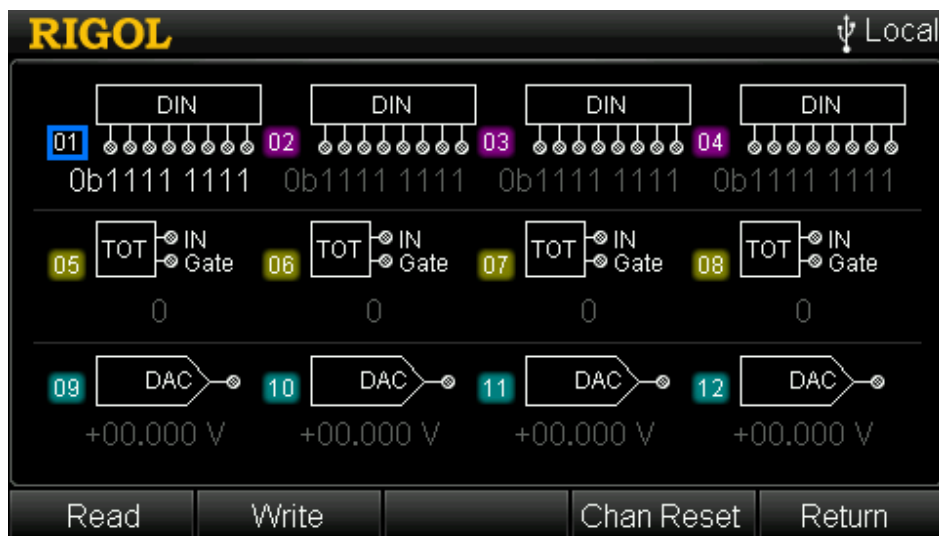 RIGOL Local
DIN DIN DIN DIN
01 02 03 04
0b1111 1111 0b1111 1111 0b1111 1111 0b1111 1111
TOT IN TOT IN TOT IN TOT IN
05 Gate 06 Gate 07 Gate 08 Gate
0 0 0 0
09 DAC 10 DAC 11 DAC 12 DAC
+00.000 V +00.000 V +00.000 V +00.000 V
Read Write Chan Reset Return